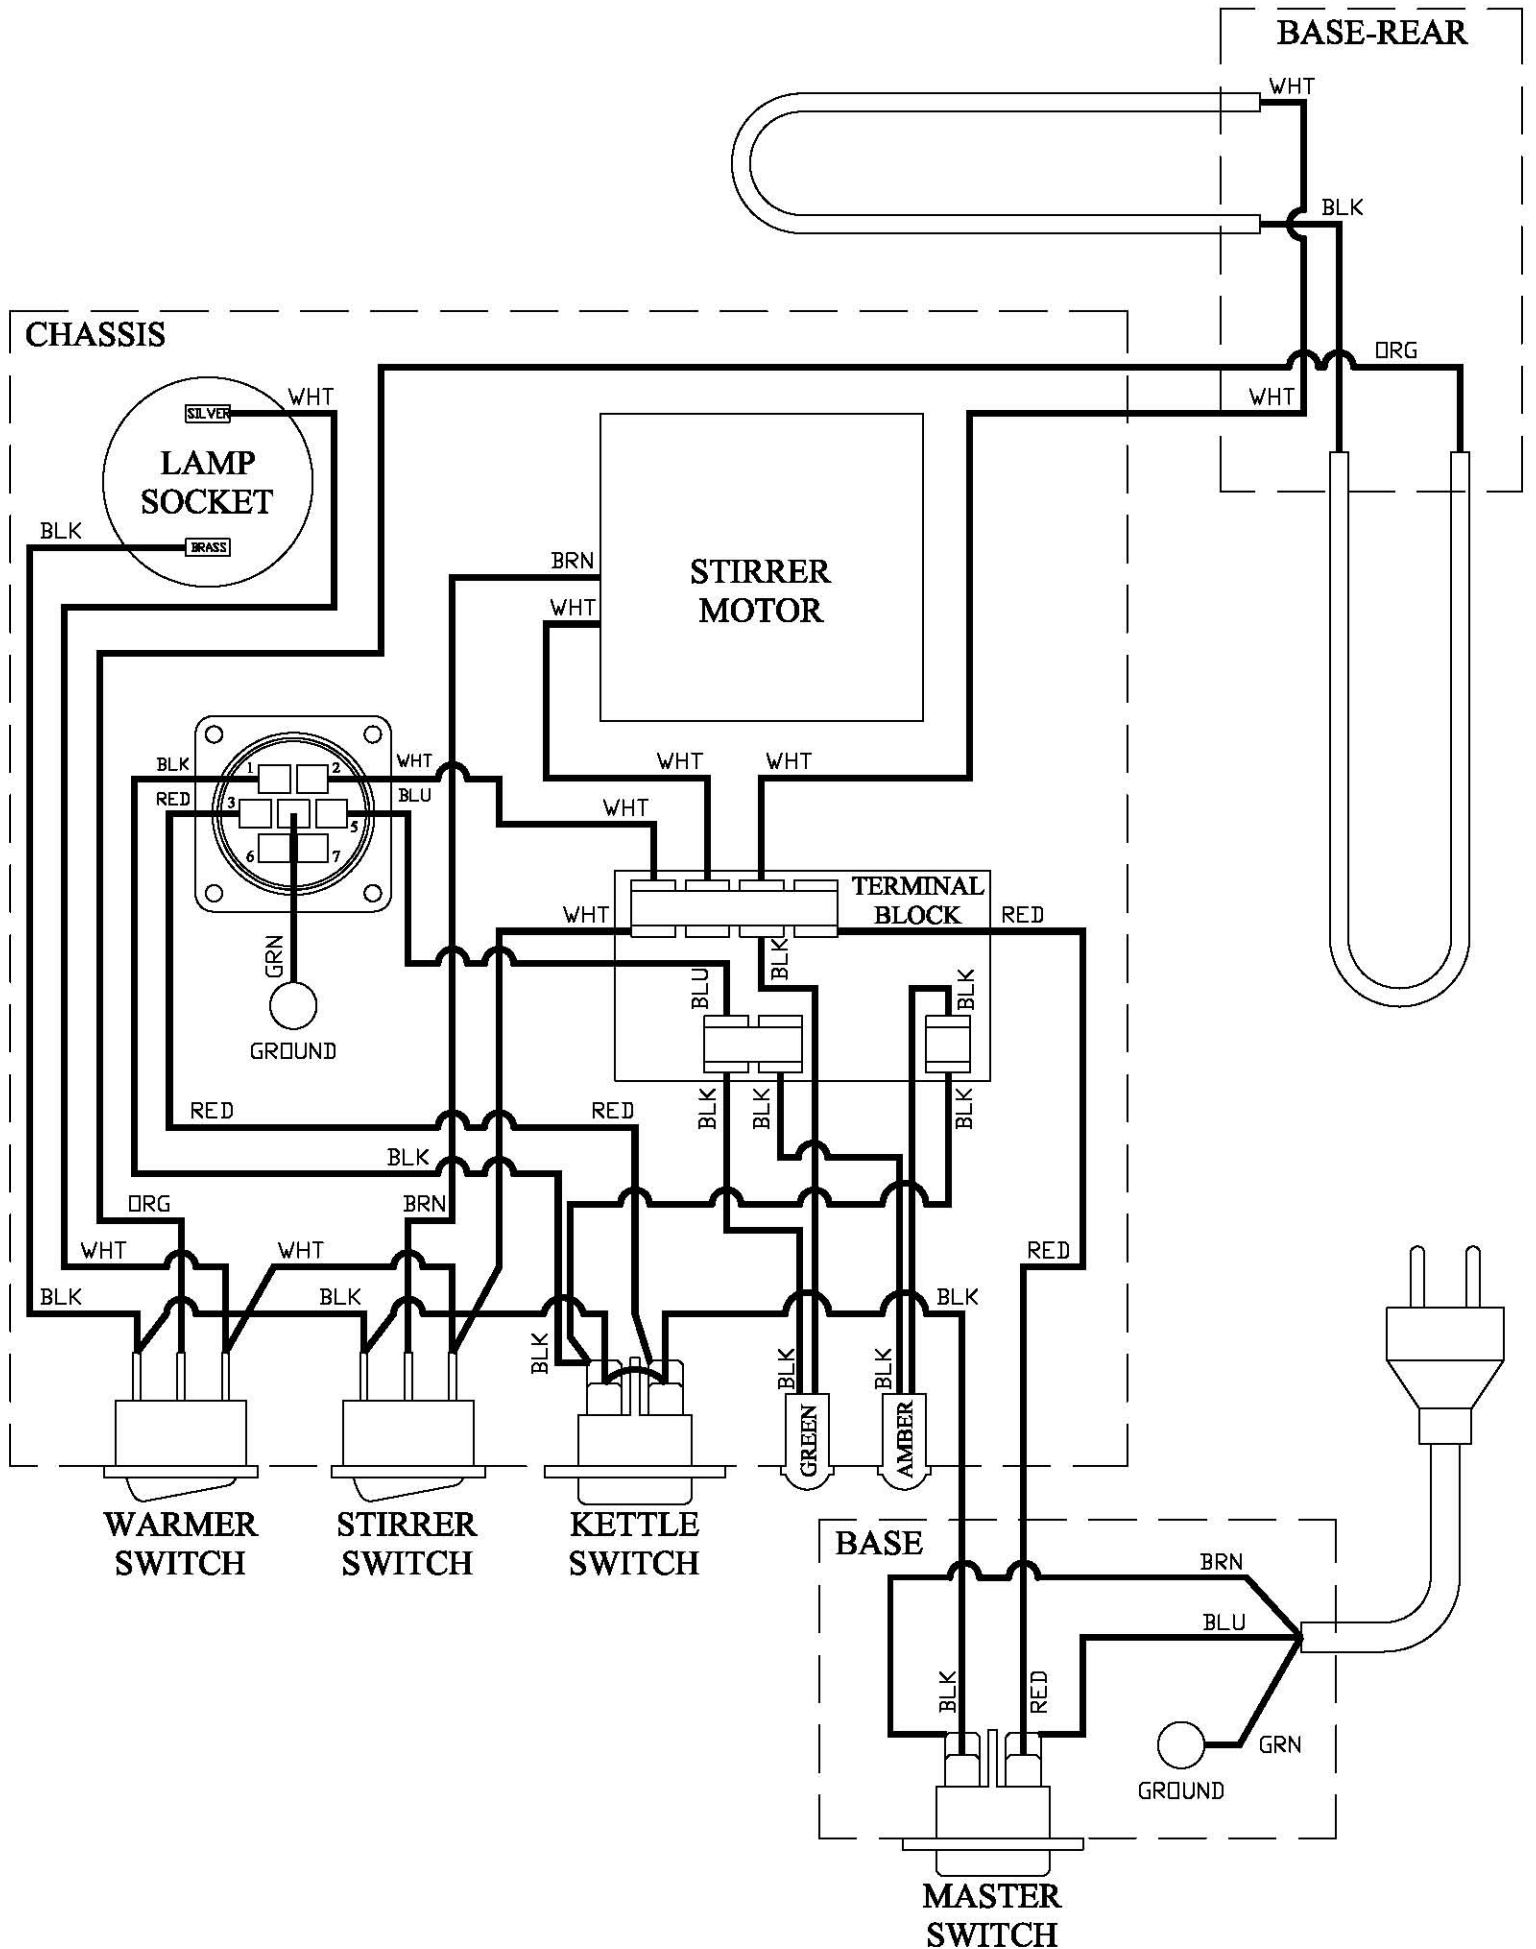 BASE-REAR
WHT
BLK
CHASSIS
ORG
WHT
WHT
SILVER
LAMP
SOCKET
BLK
BRASS
BRN
WHT
STIRRER
MOTOR
BLK
1
2
WHT
WHT
WHT
RED
3
BLU
5
WHT
6
7
TERMINAL
BLOCK
WHT
RED
GRN
BLK
BLU
BLK
GROUND
RED
RED
BLK
BLK
BLK
BLK
ORG
BRN
WHT
WHT
RED
BLK
BLK
BLK
BLK
BLK
BLK
GREEN
AMBER
WARMER
SWITCH
STIRRER
SWITCH
KETTLE
SWITCH
BASE
BRN
BLU
BLK
RED
GRN
GROUND
MASTER
SWITCH